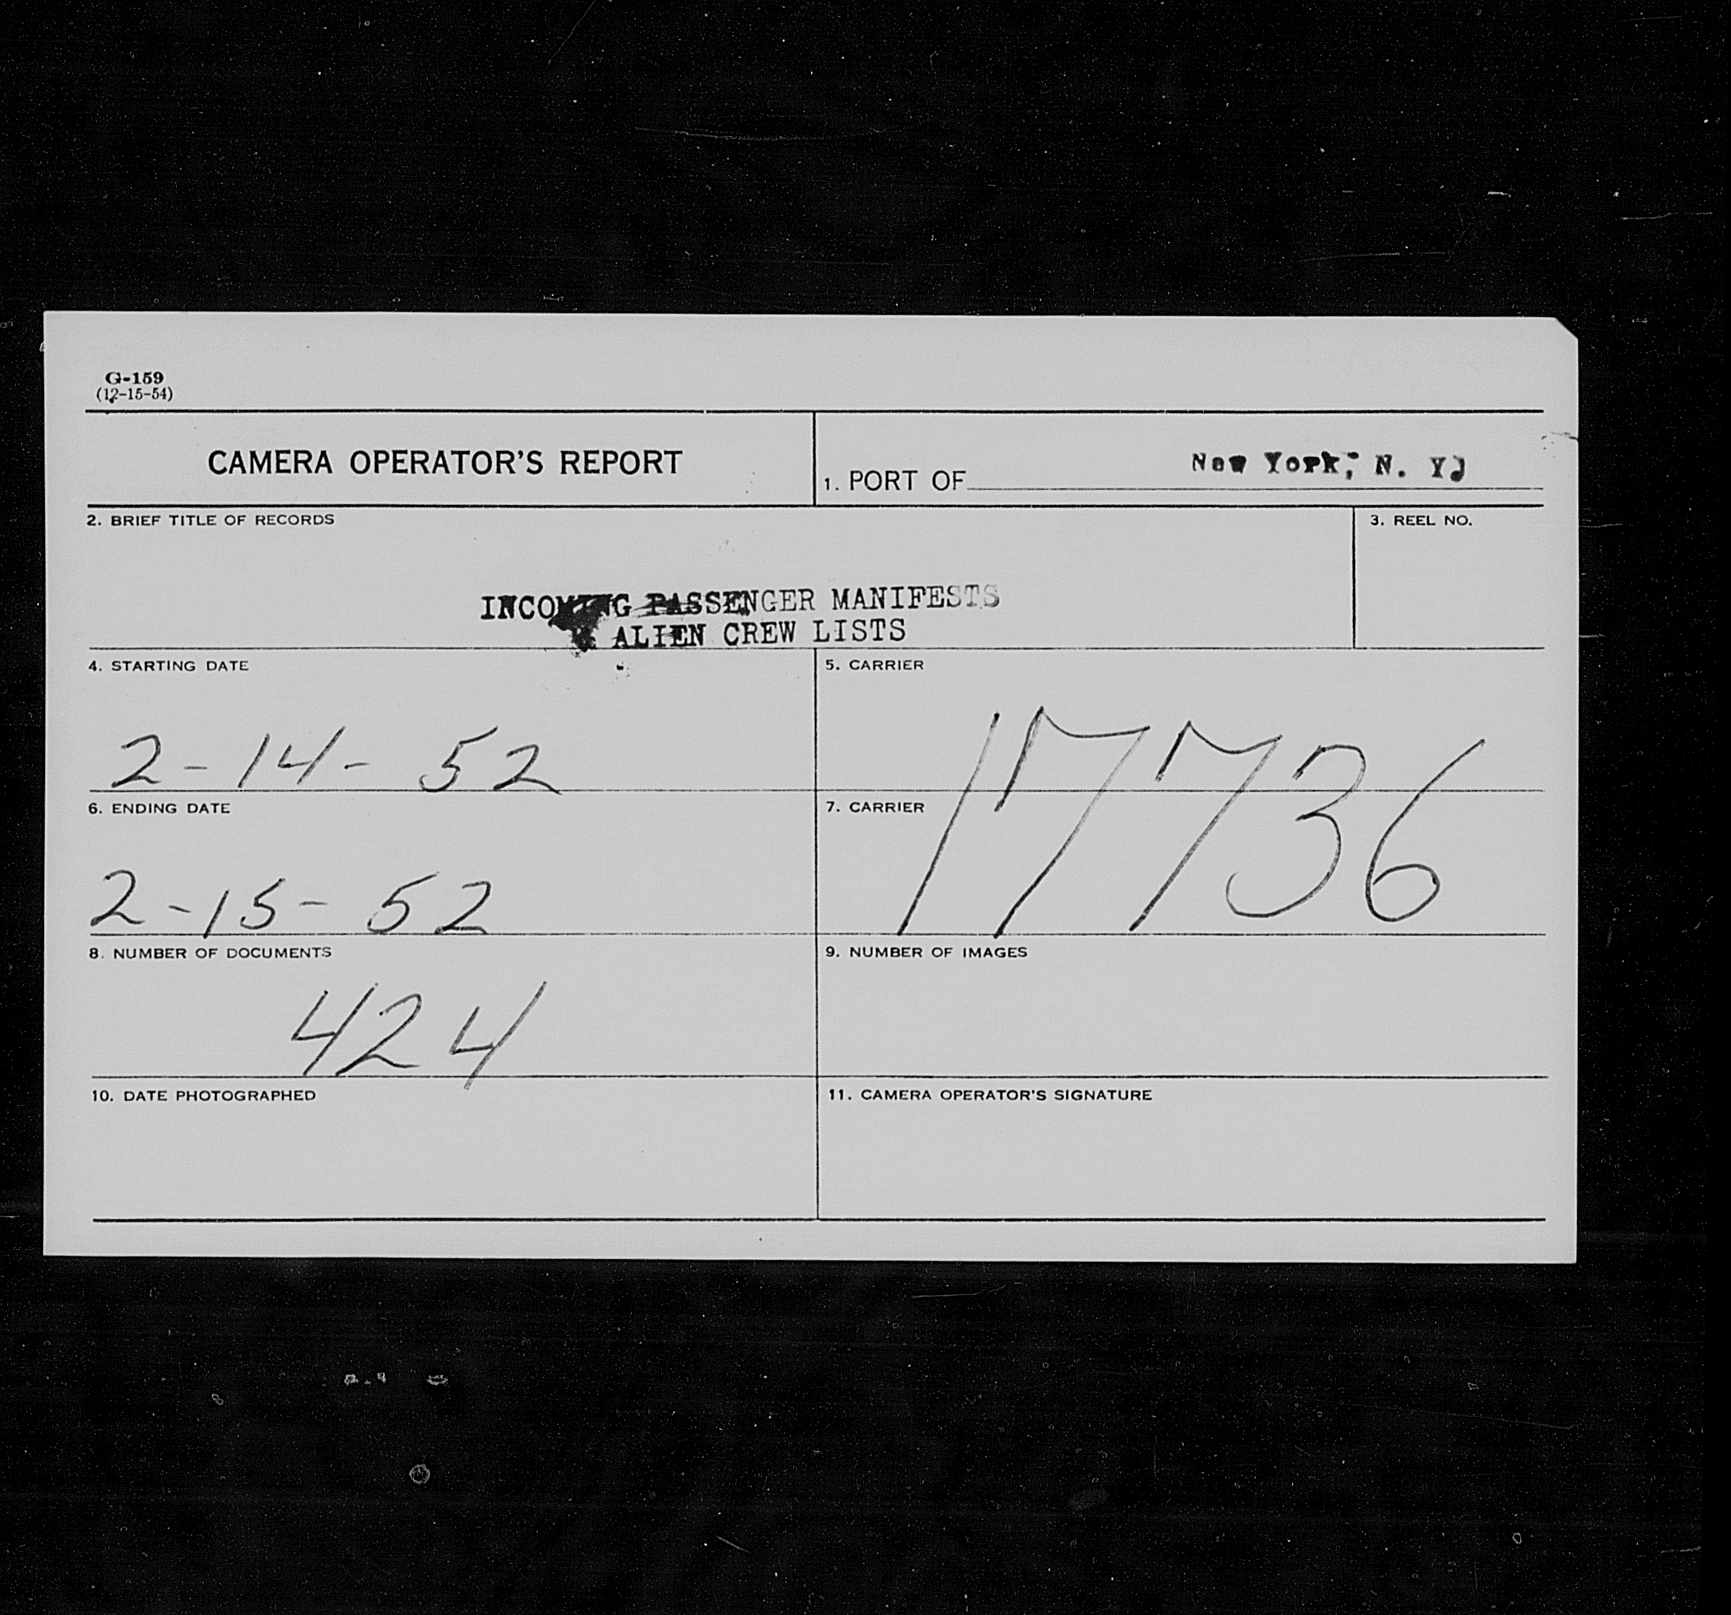 G-159
(12-15-54)
CAMERA OPERATOR'S REPORT
1. PORT OF New York, N. Y.
2. BRIEF TITLE OF RECORDS
3. REEL NO.
INCOMING PASSENGER MANIFESTS
ALIEN CREW LISTS
4. STARTING DATE
2-14-52
5. CARRIER
17736
6. ENDING DATE
2-15-52
7. CARRIER
8. NUMBER OF DOCUMENTS
424
9. NUMBER OF IMAGES
10. DATE PHOTOGRAPHED
11. CAMERA OPERATOR'S SIGNATURE